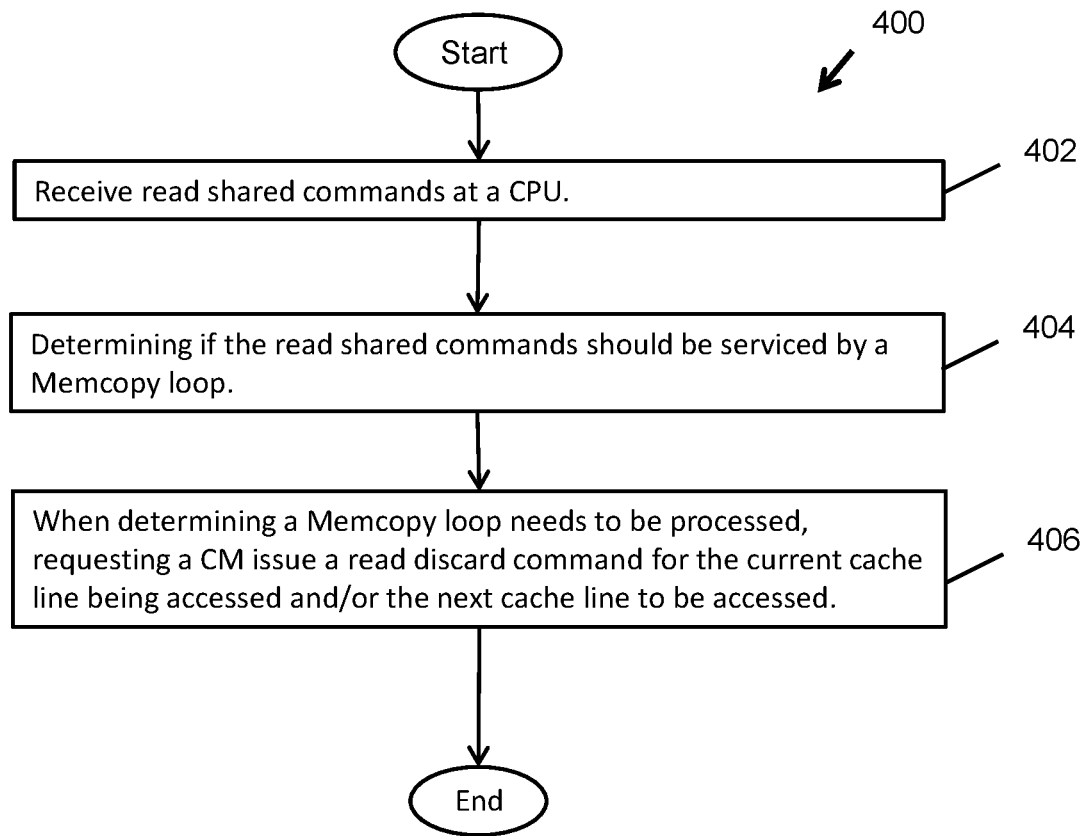 400
Start
402
Receive read shared commands at a CPU.
404
Determining if the read shared commands should be serviced by a
Memcopy loop.
When determining a Memcopy loop needs to be processed,
requesting a CM issue a read discard command for the current cache
line being accessed and/or the next cache line to be accessed.
406
End